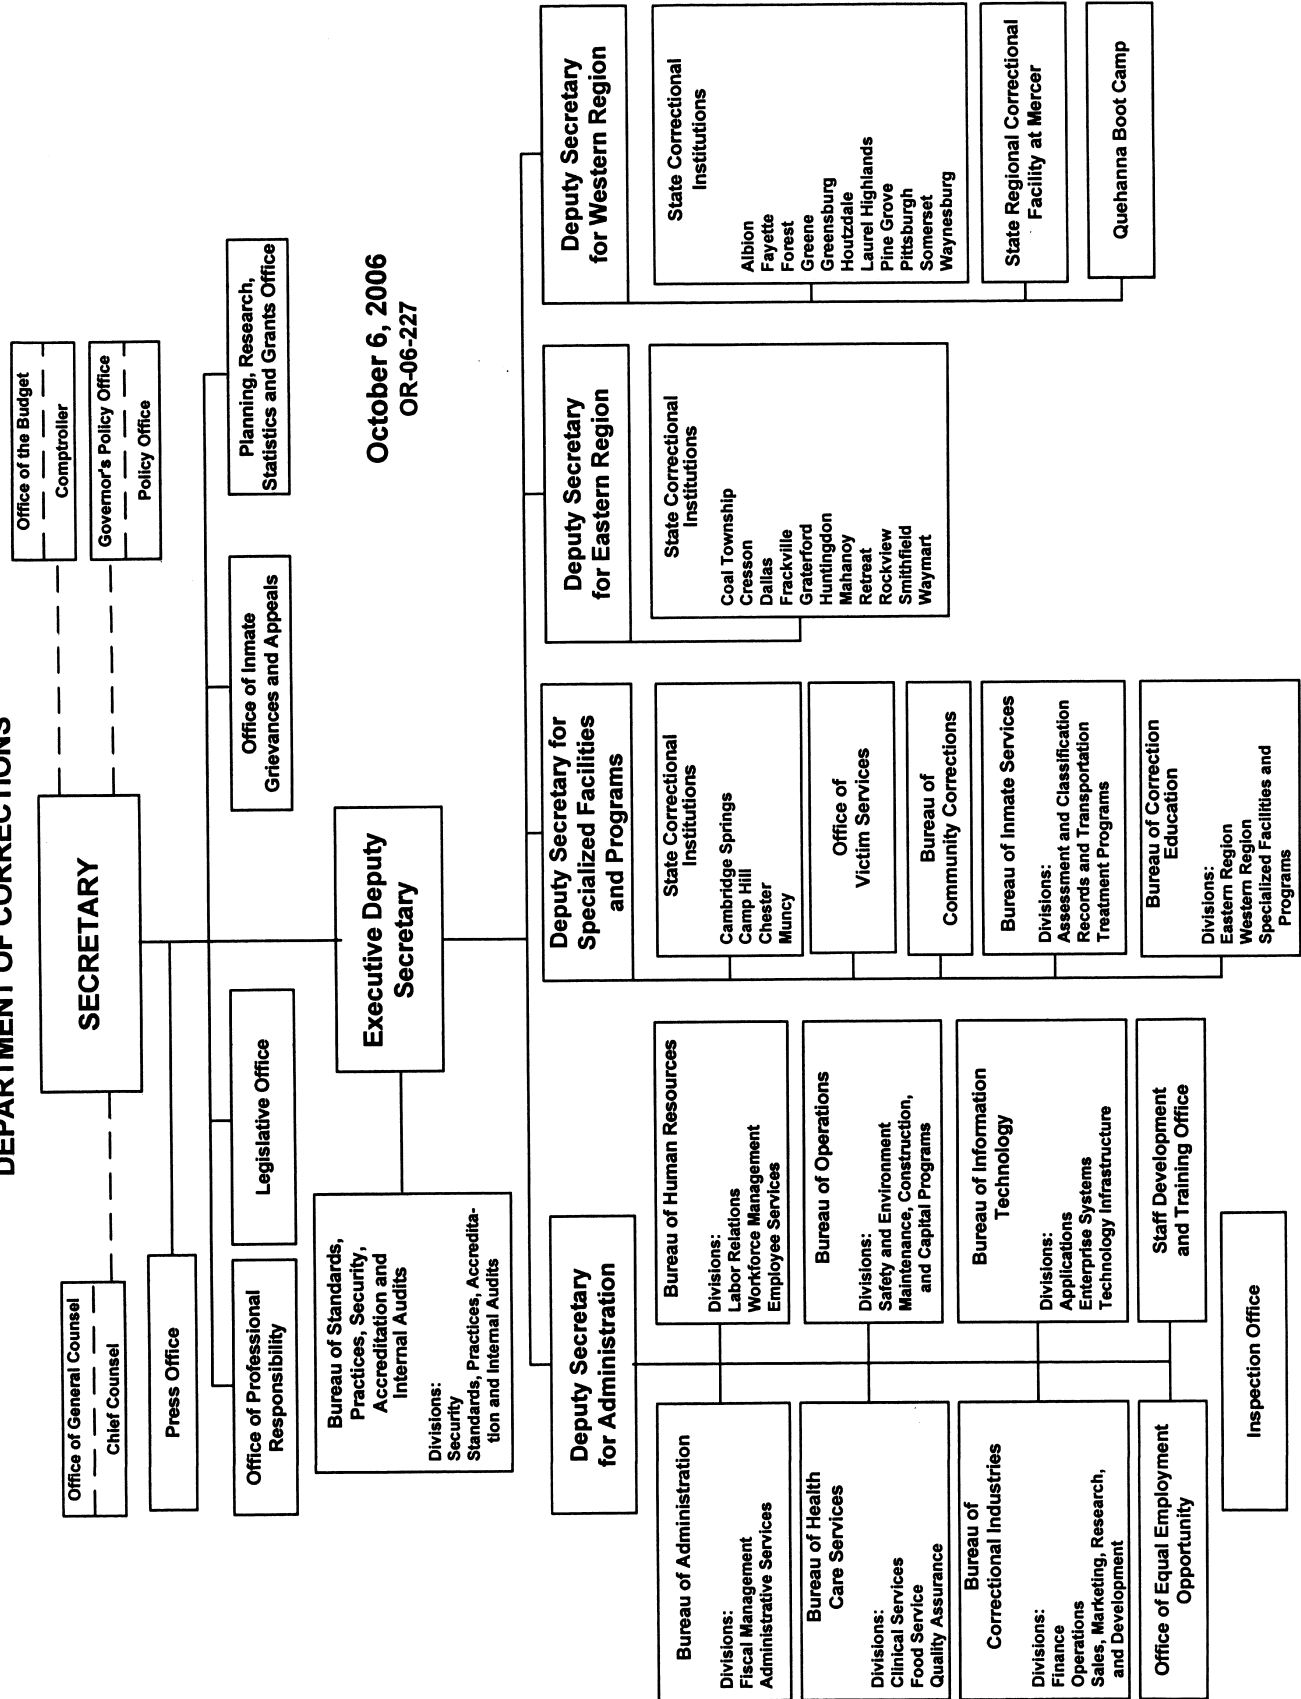 DEPARTMENT OF CORRECTIONS
Office of General Counsel
Chief Counsel
SECRETARY
Office of the Budget
Comptroller
Governor's Policy Office
Policy Office
Press Office
Office of Professional
Responsibility
Legislative Office
Office of Inmate
Grievances and Appeals
Planning, Research,
Statistics and Grants Office
Bureau of Standards,
Practices, Security,
Accreditation and
Internal Audits
Divisions:
Security
Standards, Practices, Accredita-
tion and Internal Audits
Executive Deputy
Secretary
October 6, 2006
OR-06-227
Deputy Secretary
for Administration
Bureau of Administration
Divisions:
Fiscal Management
Administrative Services
Bureau of Human Resources
Divisions:
Labor Relations
Workforce Management
Employee Services
Bureau of Health
Care Services
Divisions:
Clinical Services
Food Service
Quality Assurance
Bureau of Operations
Divisions:
Safety and Environment
Maintenance, Construction,
and Capital Programs
Bureau of
Correctional Industries
Divisions:
Finance
Operations
Sales, Marketing, Research,
and Development
Bureau of Information
Technology
Divisions:
Applications
Enterprise Systems
Technology Infrastructure
Office of Equal Employment
Opportunity
Staff Development
and Training Office
Inspection Office
Deputy Secretary for
Specialized Facilities
and Programs
State Correctional
Institutions
Cambridge Springs
Camp Hill
Chester
Muncy
Office of
Victim Services
Bureau of
Community Corrections
Bureau of Inmate Services
Divisions:
Assessment and Classification
Records and Transportation
Treatment Programs
Bureau of Correction
Education
Divisions:
Eastern Region
Western Region
Specialized Facilities and
Programs
Deputy Secretary
for Eastern Region
State Correctional
Institutions
Coal Township
Cresson
Dallas
Frackville
Graterford
Huntingdon
Mahanoy
Retreat
Rockview
Smithfield
Waymart
Deputy Secretary
for Western Region
State Correctional
Institutions
Albion
Fayette
Forest
Greene
Greensburg
Houtzdale
Laurel Highlands
Pine Grove
Pittsburgh
Somerset
Waynesburg
State Regional Correctional
Facility at Mercer
Quehanna Boot Camp